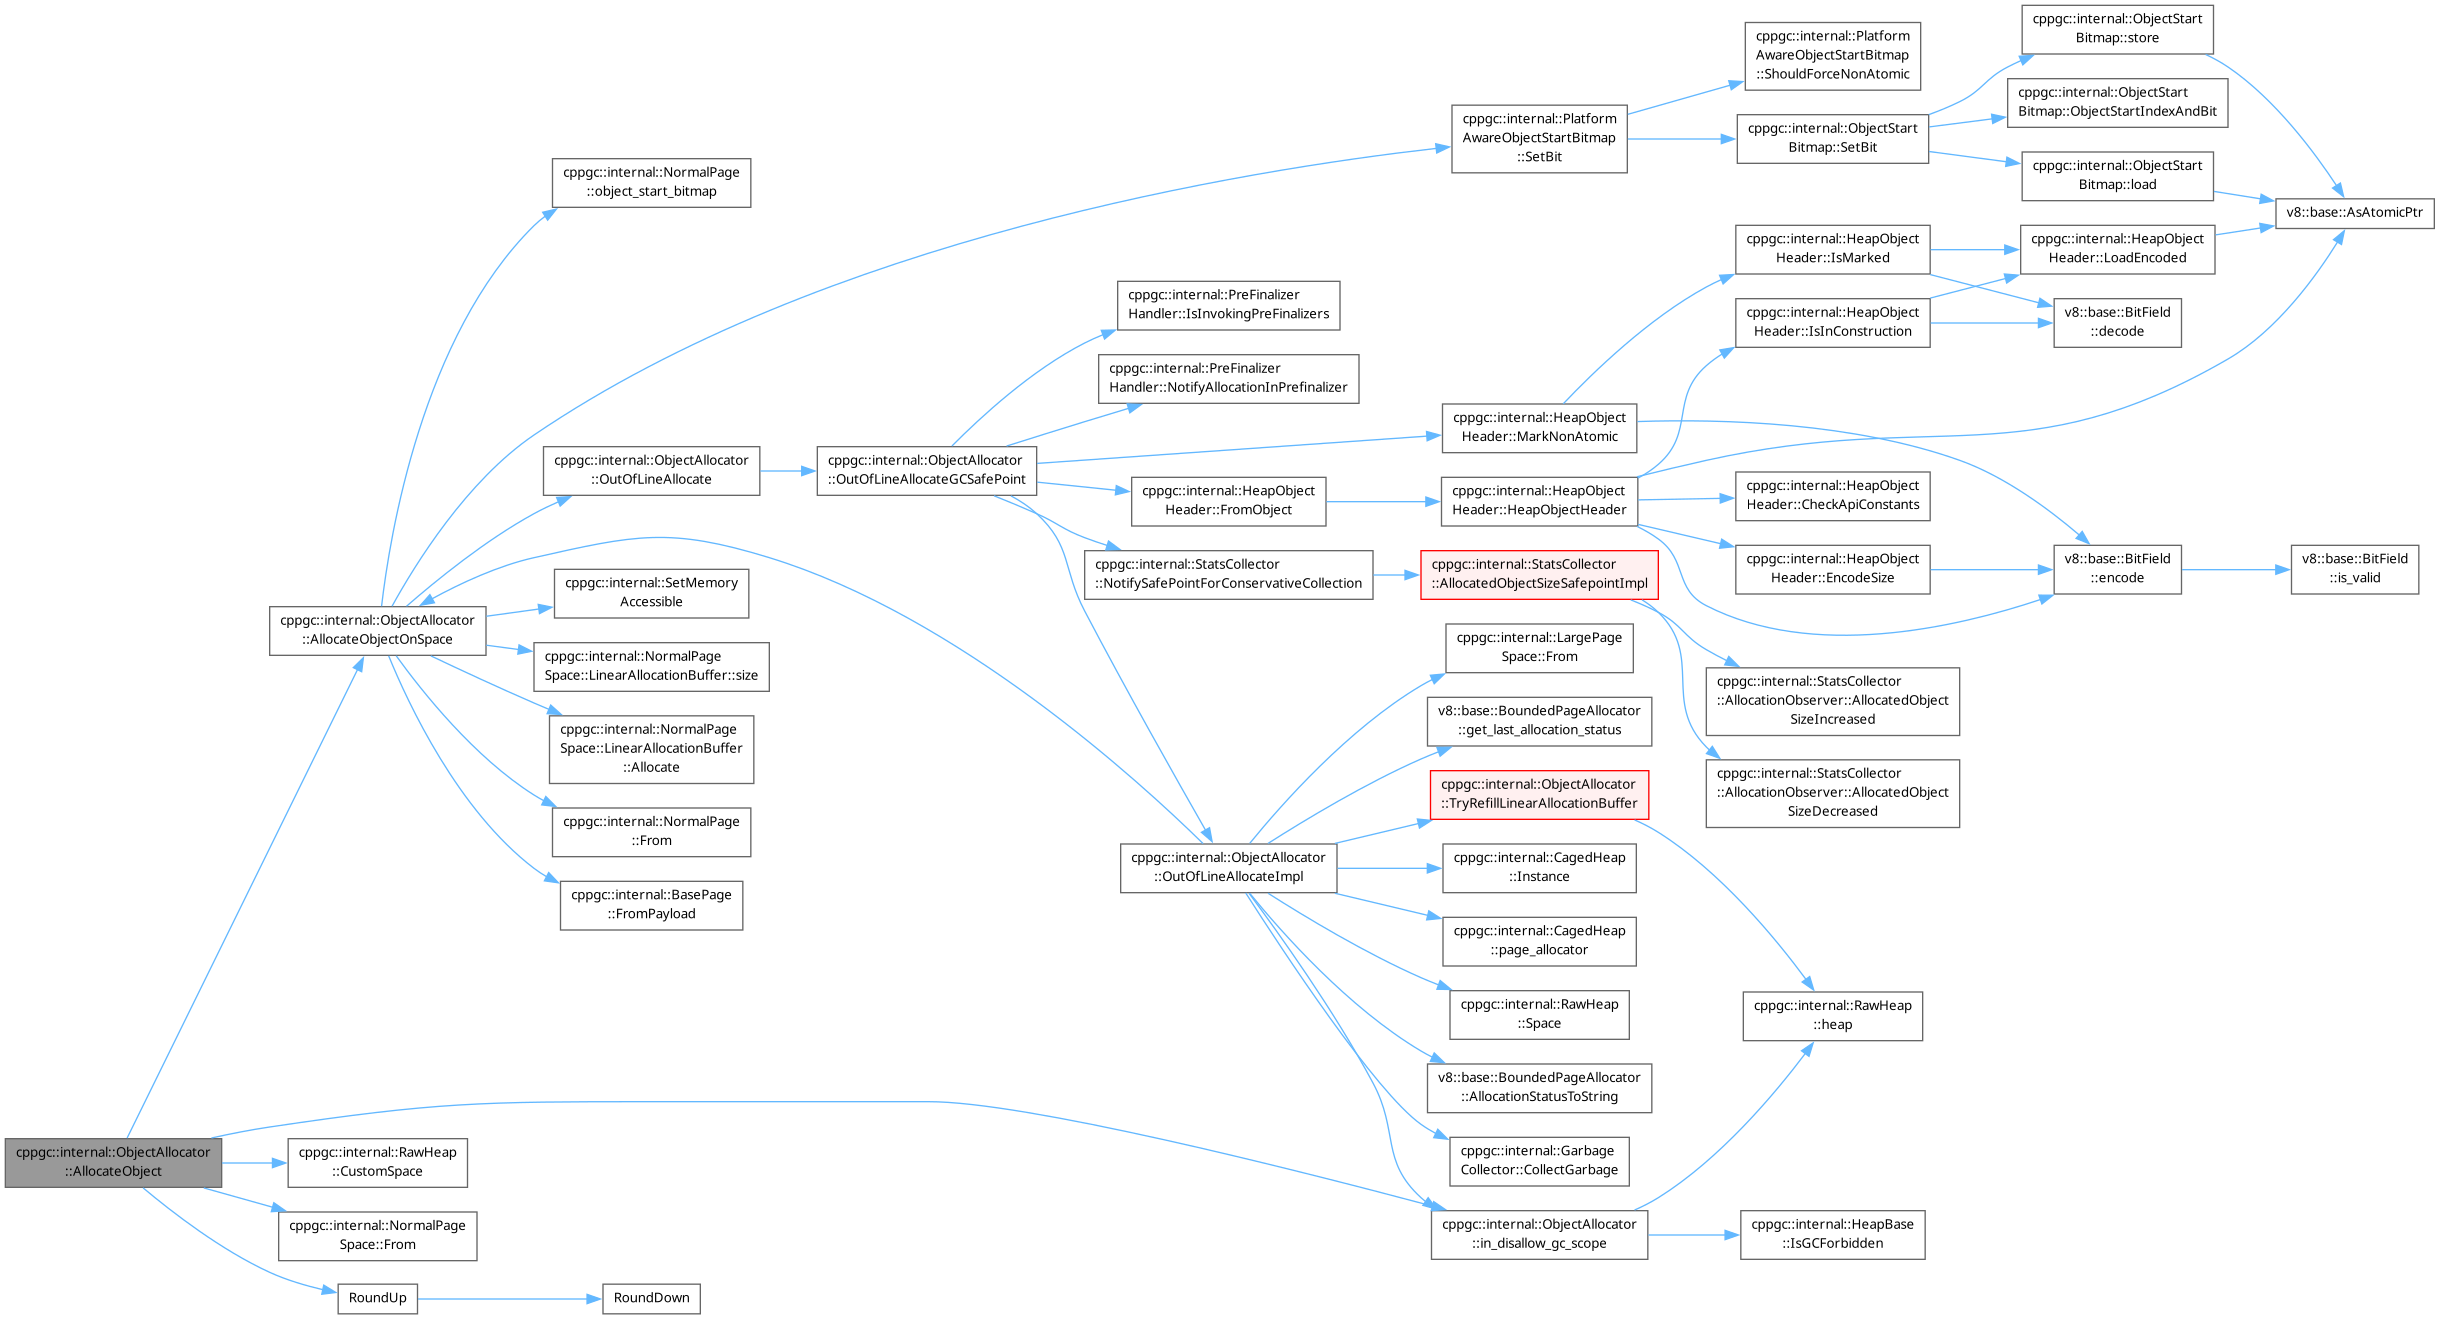 cppgc::internal::ObjectAllocator
::AllocateObject
cppgc::internal::ObjectAllocator
::AllocateObjectOnSpace
cppgc::internal::RawHeap
::CustomSpace
cppgc::internal::NormalPage
Space::From
RoundUp
cppgc::internal::NormalPage
::object_start_bitmap
cppgc::internal::ObjectAllocator
::OutOfLineAllocate
cppgc::internal::SetMemory
Accessible
cppgc::internal::NormalPage
Space::LinearAllocationBuffer::size
cppgc::internal::NormalPage
Space::LinearAllocationBuffer
::Allocate
cppgc::internal::NormalPage
::From
cppgc::internal::BasePage
::FromPayload
RoundDown
cppgc::internal::ObjectAllocator
::OutOfLineAllocateGCSafePoint
cppgc::internal::PreFinalizer
Handler::IsInvokingPreFinalizers
cppgc::internal::PreFinalizer
Handler::NotifyAllocationInPrefinalizer
cppgc::internal::HeapObject
Header::FromObject
cppgc::internal::StatsCollector
::NotifySafePointForConservativeCollection
cppgc::internal::ObjectAllocator
::OutOfLineAllocateImpl
cppgc::internal::Platform
AwareObjectStartBitmap
::SetBit
cppgc::internal::HeapObject
Header::MarkNonAtomic
cppgc::internal::HeapObject
Header::HeapObjectHeader
cppgc::internal::StatsCollector
::AllocatedObjectSizeSafepointImpl
cppgc::internal::LargePage
Space::From
v8::base::BoundedPageAllocator
::get_last_allocation_status
cppgc::internal::ObjectAllocator
::TryRefillLinearAllocationBuffer
cppgc::internal::CagedHeap
::Instance
cppgc::internal::CagedHeap
::page_allocator
cppgc::internal::RawHeap
::Space
v8::base::BoundedPageAllocator
::AllocationStatusToString
cppgc::internal::Garbage
Collector::CollectGarbage
cppgc::internal::ObjectAllocator
::in_disallow_gc_scope
cppgc::internal::Platform
AwareObjectStartBitmap
::ShouldForceNonAtomic
cppgc::internal::ObjectStart
Bitmap::SetBit
cppgc::internal::HeapObject
Header::IsMarked
cppgc::internal::HeapObject
Header::IsInConstruction
cppgc::internal::HeapObject
Header::CheckApiConstants
cppgc::internal::HeapObject
Header::EncodeSize
cppgc::internal::StatsCollector
::AllocationObserver::AllocatedObject
SizeIncreased
cppgc::internal::StatsCollector
::AllocationObserver::AllocatedObject
SizeDecreased
cppgc::internal::RawHeap
::heap
cppgc::internal::HeapBase
::IsGCForbidden
cppgc::internal::ObjectStart
Bitmap::store
cppgc::internal::ObjectStart
Bitmap::ObjectStartIndexAndBit
cppgc::internal::ObjectStart
Bitmap::load
cppgc::internal::HeapObject
Header::LoadEncoded
v8::base::BitField
::decode
v8::base::BitField
::encode
v8::base::AsAtomicPtr
v8::base::BitField
::is_valid